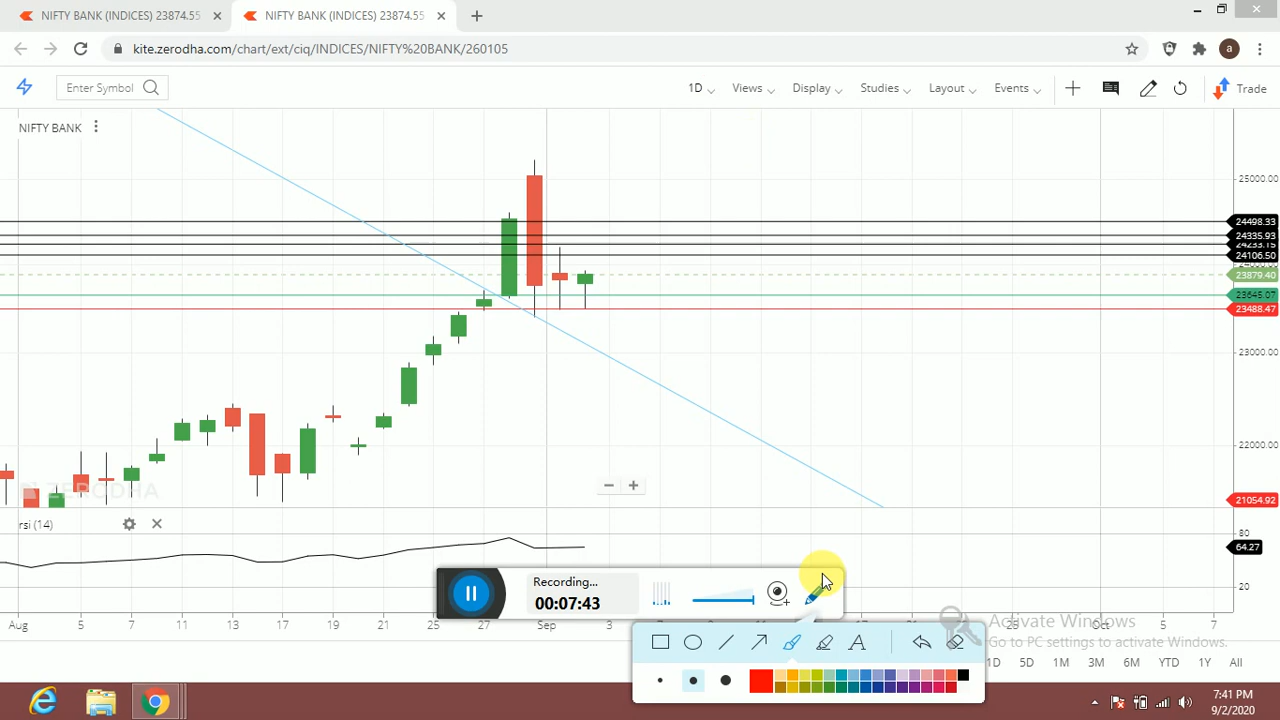 NIFTY BANK (INDICES) 23874.55
NIFTY BANK (INDICES) 23874.55
kite.zerodha.com/chart/ext/ciq/INDICES/NIFTY%20BANK/260105
a
Enter Symbol
1D
Views
Display
Studies
Layout
Events
Trade
NIFTY BANK
25000.00
24498.33
24335.93
24233.15
24106.50
23879.40
23645.07
23488.47
23000.00
22000.00
21054.92
ZERODHA
rsi (14)
80
64.27
20
Recording...
00:07:43
Aug 5 7 11 13 17 19 21 25 27 Sep 3 7 Oct 5 7
Activate Windows
Go to PC settings to activate Windows.
A
1D 5D 1M 3M 6M YTD 1Y All
7:41 PM
9/2/2020